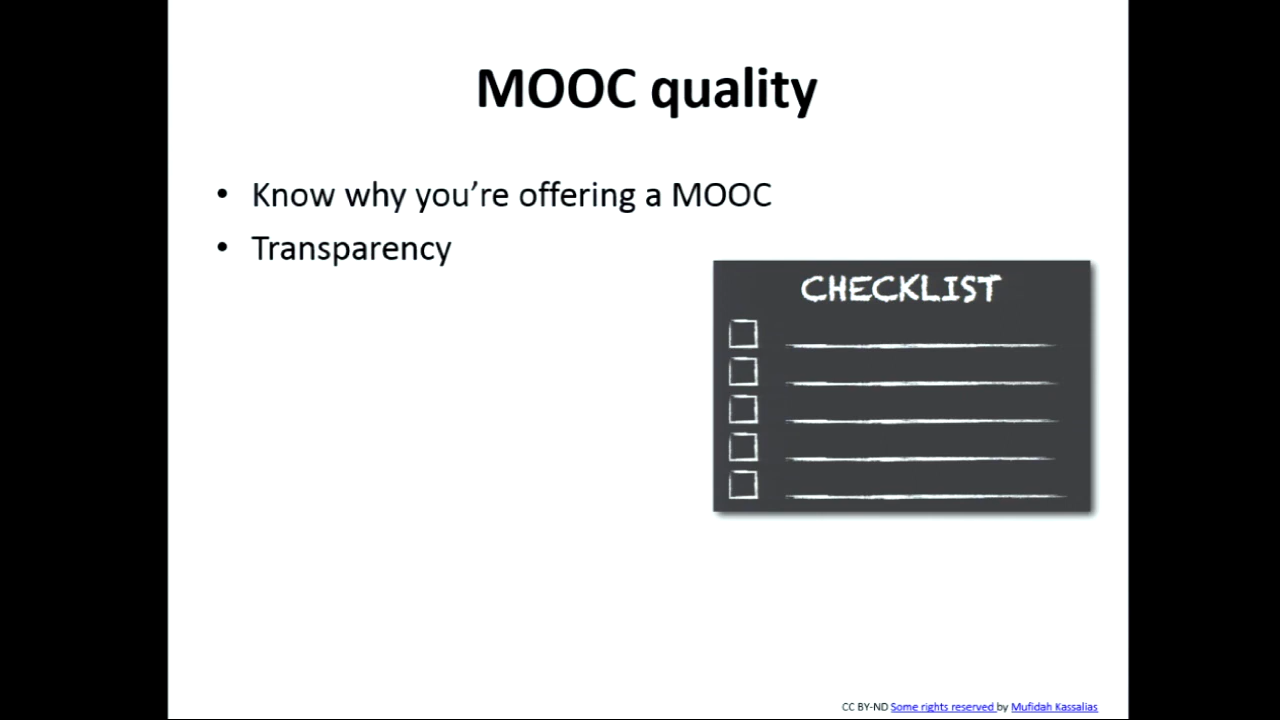 MOOC quality
• Know why you're offering a MOOC
• Transparency
CHECKLIST
CC BY-ND Some rights reserved by Mufidah Kassalias